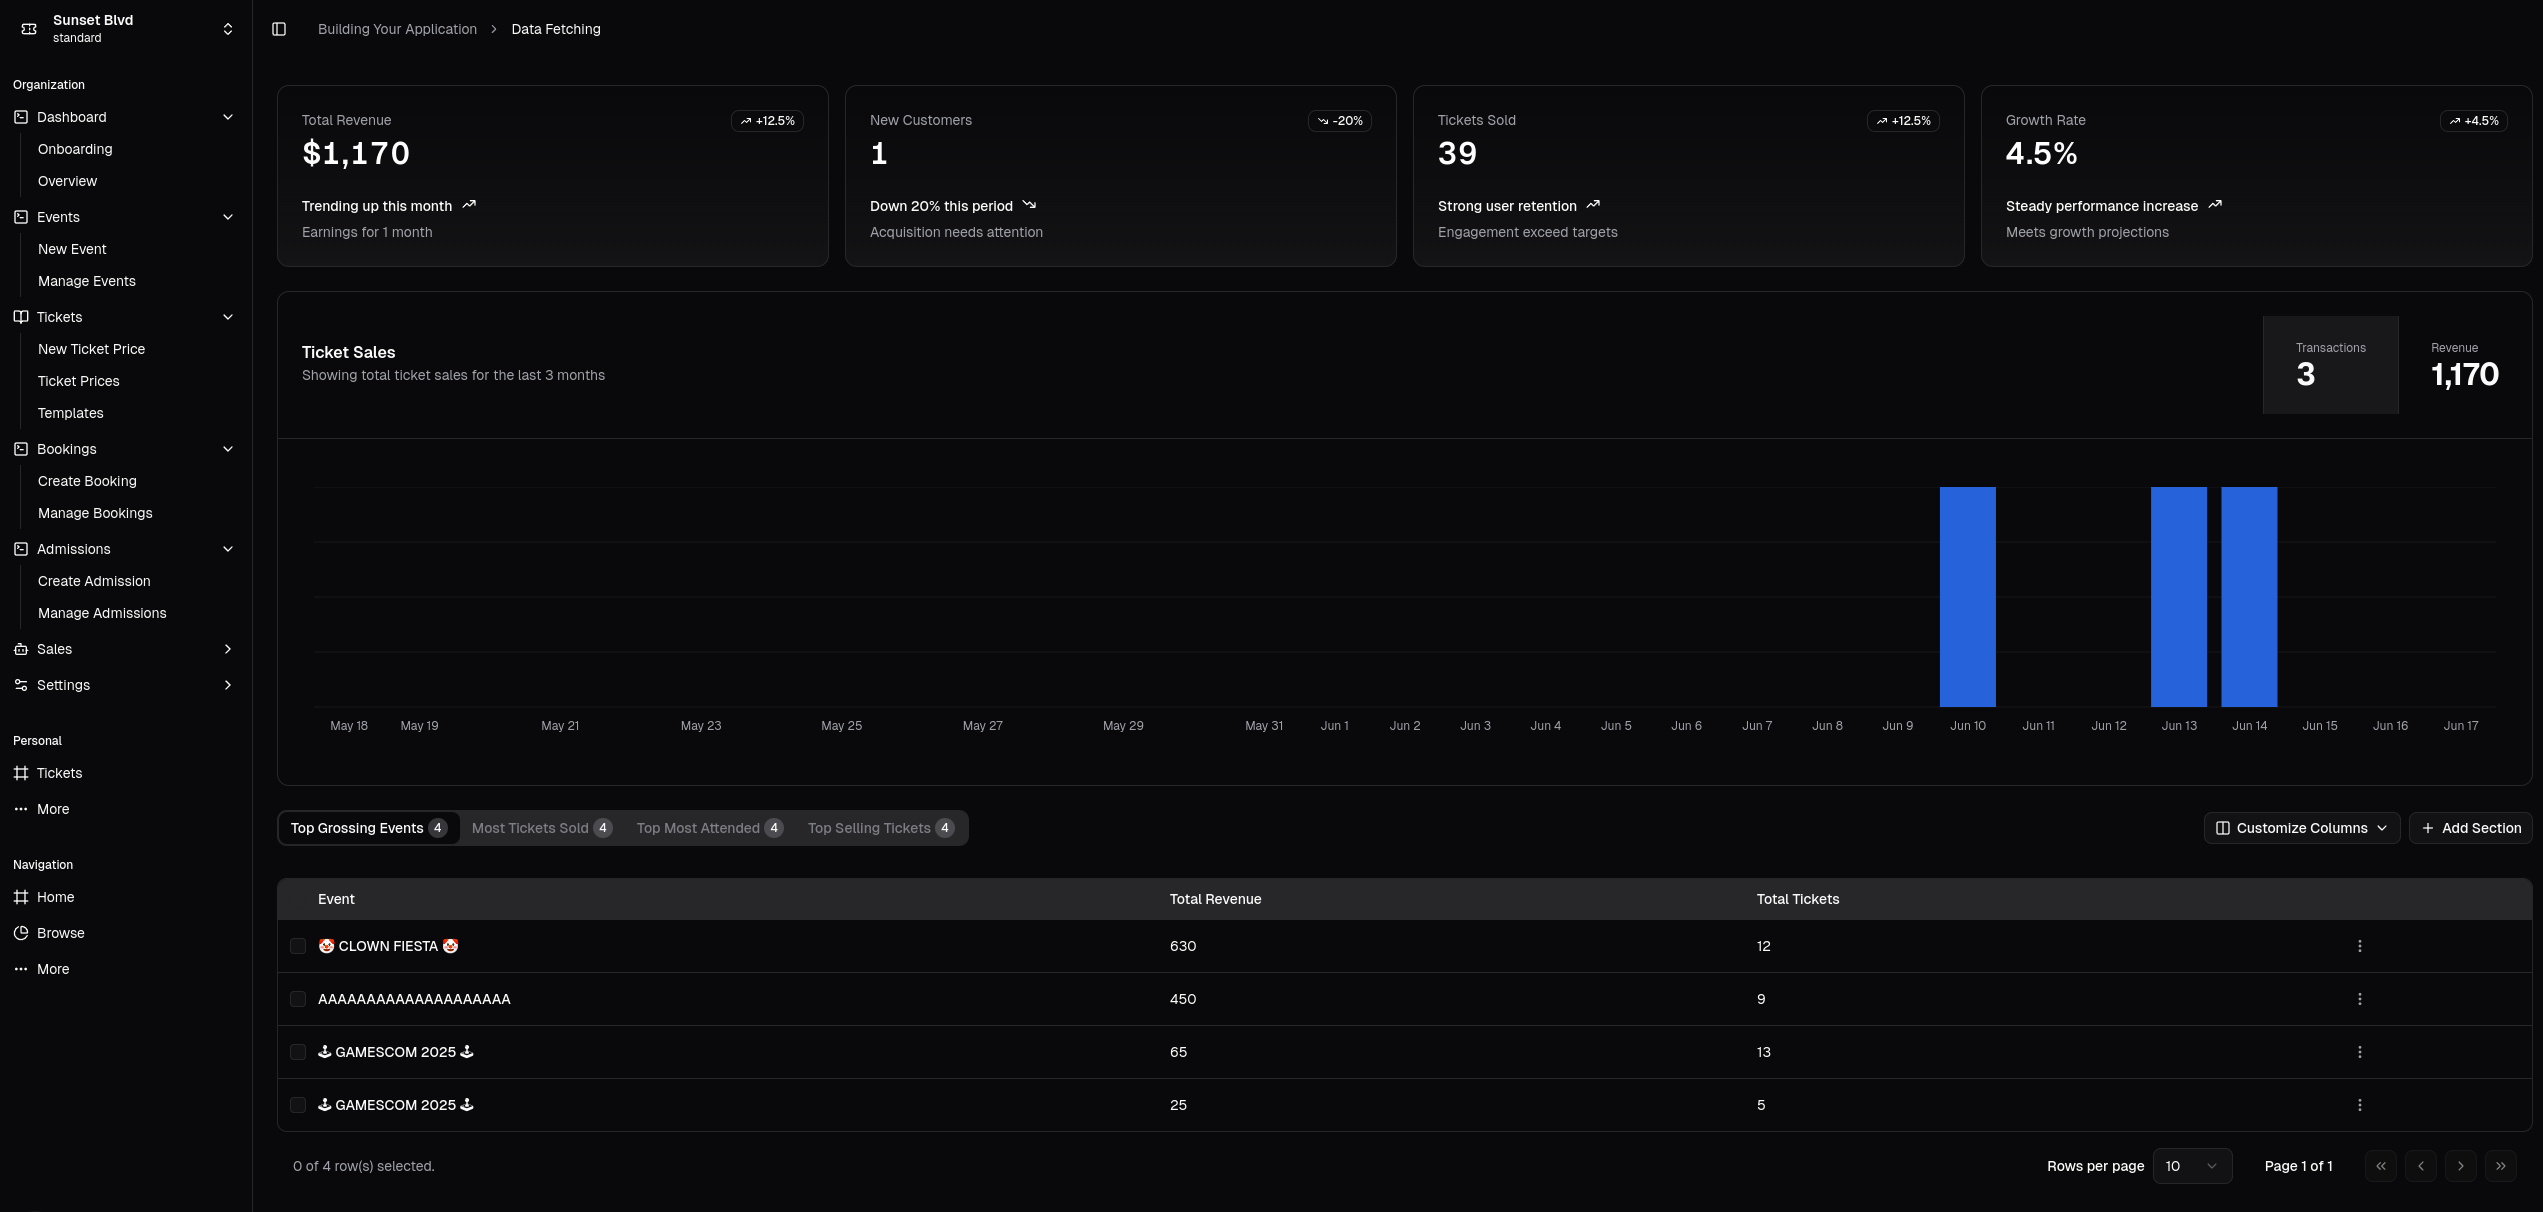 Sunset Blvd
standard
Organization
Dashboard
Onboarding
Overview
Events
New Event
Manage Events
Tickets
New Ticket Price
Ticket Prices
Templates
Bookings
Create Booking
Manage Bookings
Admissions
Create Admission
Manage Admissions
Sales
Settings
Personal
Tickets
More
Navigation
Home
Browse
More
Building Your Application > Data Fetching
Total Revenue +12.5%
$1,170
Trending up this month
Earnings for 1 month
New Customers -20%
1
Down 20% this period
Acquisition needs attention
Tickets Sold +12.5%
39
Strong user retention
Engagement exceed targets
Growth Rate +4.5%
4.5%
Steady performance increase
Meets growth projections
Ticket Sales
Showing total ticket sales for the last 3 months
Transactions
3
Revenue
1,170
May 18 May 19 May 21 May 23 May 25 May 27 May 29 May 31 Jun 1 Jun 2 Jun 3 Jun 4 Jun 5 Jun 6 Jun 7 Jun 8 Jun 9 Jun 10 Jun 11 Jun 12 Jun 13 Jun 14 Jun 15 Jun 16 Jun 17
Top Grossing Events 4 Most Tickets Sold 4 Top Most Attended 4 Top Selling Tickets 4 Customize Columns + Add Section
Event Total Revenue Total Tickets
🤡 CLOWN FIESTA 🤡 630 12
AAAAAAAAAAAAAAAAAAAA 450 9
🕹️ GAMESCOM 2025 🕹️ 65 13
🕹️ GAMESCOM 2025 🕹️ 25 5
0 of 4 row(s) selected. Rows per page 10 Page 1 of 1